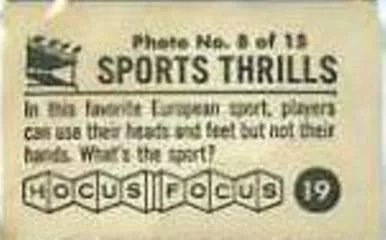 Photo No. 8 of 18
SPORTS THRILLS
In this favorite European sport, players
can use their heads and feet but not their
hands. What's the sport?
HOCUS FOCUS 19